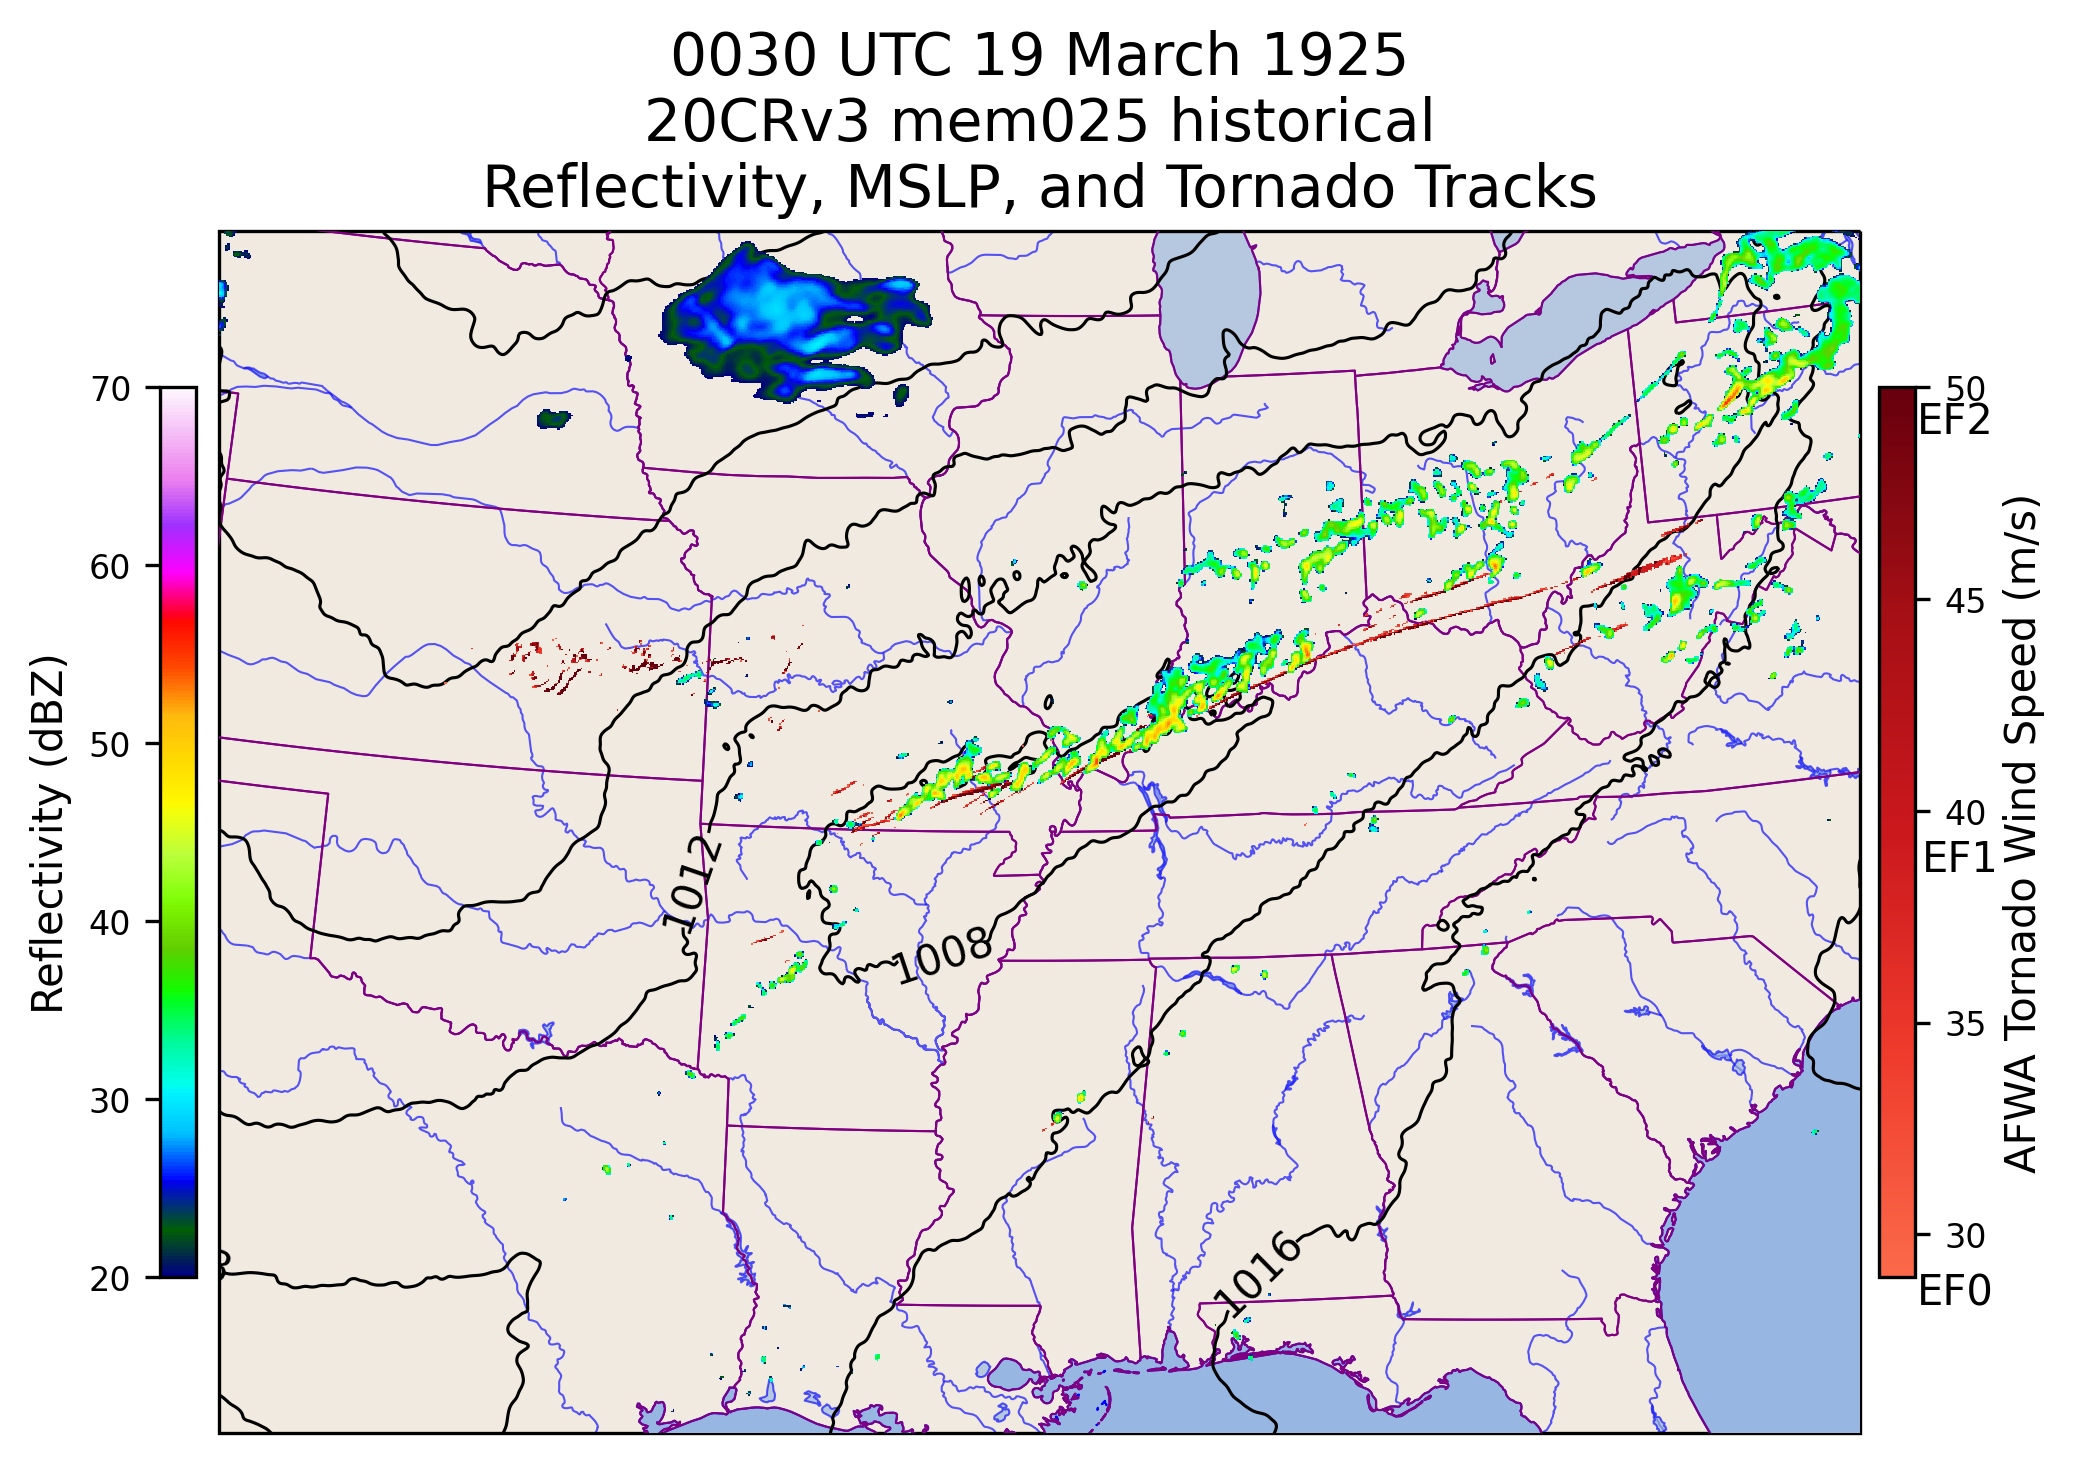 0030 UTC 19 March 1925
20CRv3 mem025 historical
Reflectivity, MSLP, and Tornado Tracks
Reflectivity (dBZ)
70
60
50
40
30
20
1012
1008
1016
50
EF2
45
40
EF1
35
30
EF0
AFWA Tornado Wind Speed (m/s)